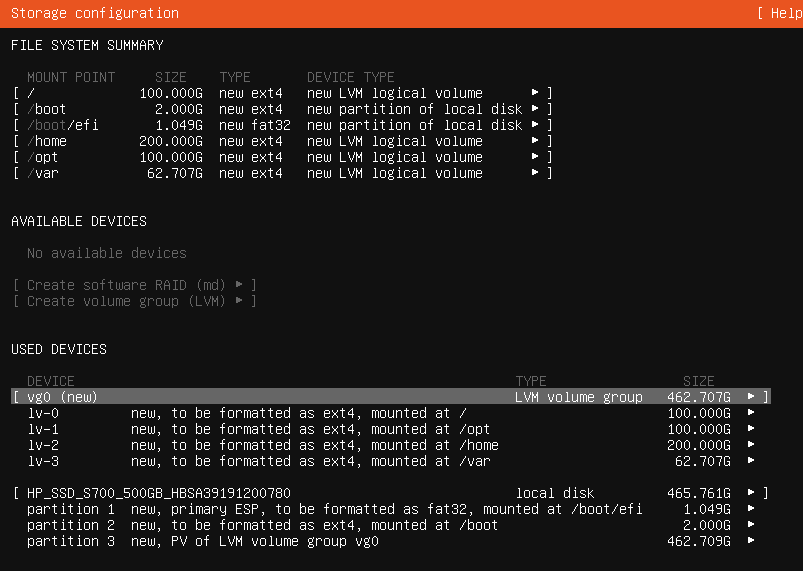 Storage configuration [ Help
FILE SYSTEM SUMMARY
MOUNT POINT SIZE TYPE DEVICE TYPE
[ / 100.000G new ext4 new LVM logical volume ▸ ]
[ /boot 2.000G new ext4 new partition of local disk ▸ ]
[ /boot/efi 1.049G new fat32 new partition of local disk ▸ ]
[ /home 200.000G new ext4 new LVM logical volume ▸ ]
[ /opt 100.000G new ext4 new LVM logical volume ▸ ]
[ /var 62.707G new ext4 new LVM logical volume ▸ ]
AVAILABLE DEVICES
No available devices
[ Create software RAID (md) ▸ ]
[ Create volume group (LVM) ▸ ]
USED DEVICES
DEVICE TYPE SIZE
[ vg0 (new) LVM volume group 462.707G ▸ ]
lv-0 new, to be formatted as ext4, mounted at / 100.000G ▸
lv-1 new, to be formatted as ext4, mounted at /opt 100.000G ▸
lv-2 new, to be formatted as ext4, mounted at /home 200.000G ▸
lv-3 new, to be formatted as ext4, mounted at /var 62.707G ▸
[ HP_SSD_S700_500GB_HBSA39191200780 local disk 465.761G ▸ ]
partition 1 new, primary ESP, to be formatted as fat32, mounted at /boot/efi 1.049G ▸
partition 2 new, to be formatted as ext4, mounted at /boot 2.000G ▸
partition 3 new, PV of LVM volume group vg0 462.709G ▸